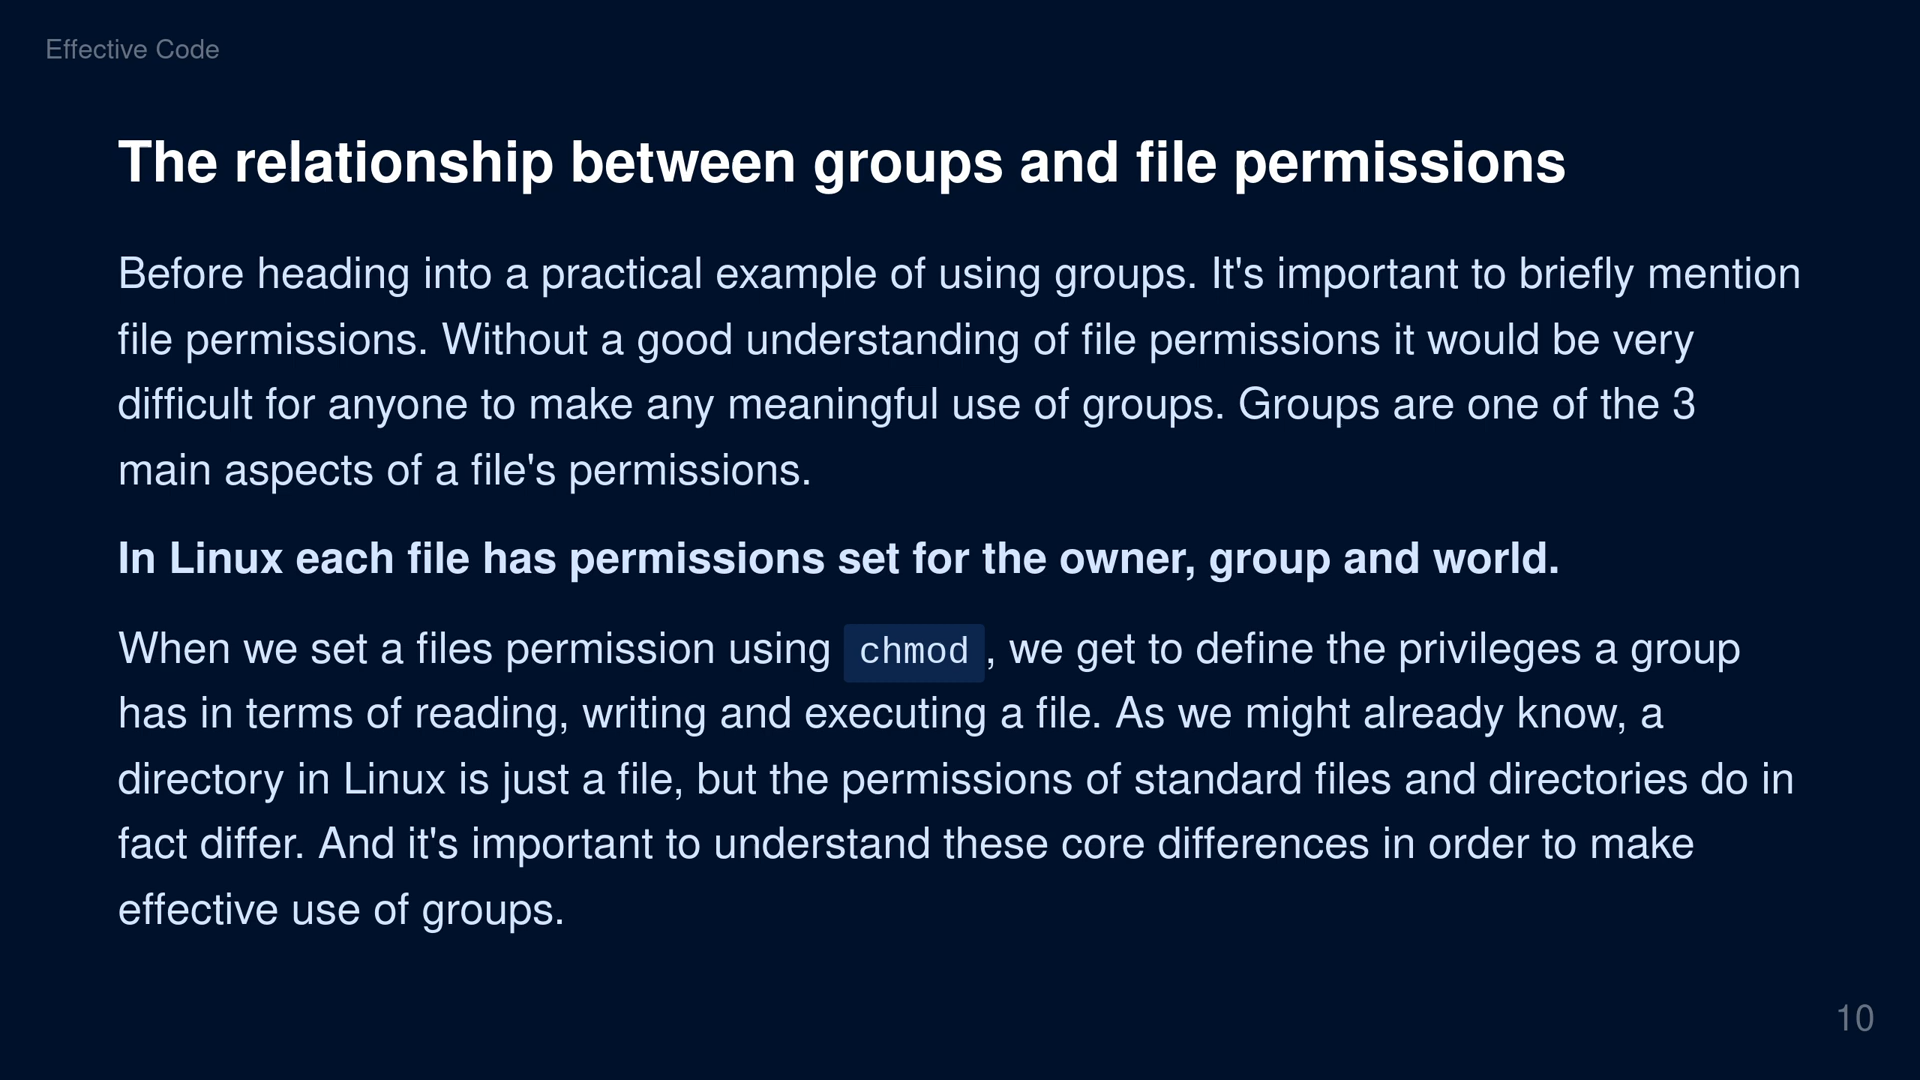 Effective Code
The relationship between groups and file permissions
Before heading into a practical example of using groups. It's important to briefly mention
file permissions. Without a good understanding of file permissions it would be very
difficult for anyone to make any meaningful use of groups. Groups are one of the 3
main aspects of a file's permissions.
In Linux each file has permissions set for the owner, group and world.
When we set a files permission using chmod, we get to define the privileges a group
has in terms of reading, writing and executing a file. As we might already know, a
directory in Linux is just a file, but the permissions of standard files and directories do in
fact differ. And it's important to understand these core differences in order to make
effective use of groups.
10